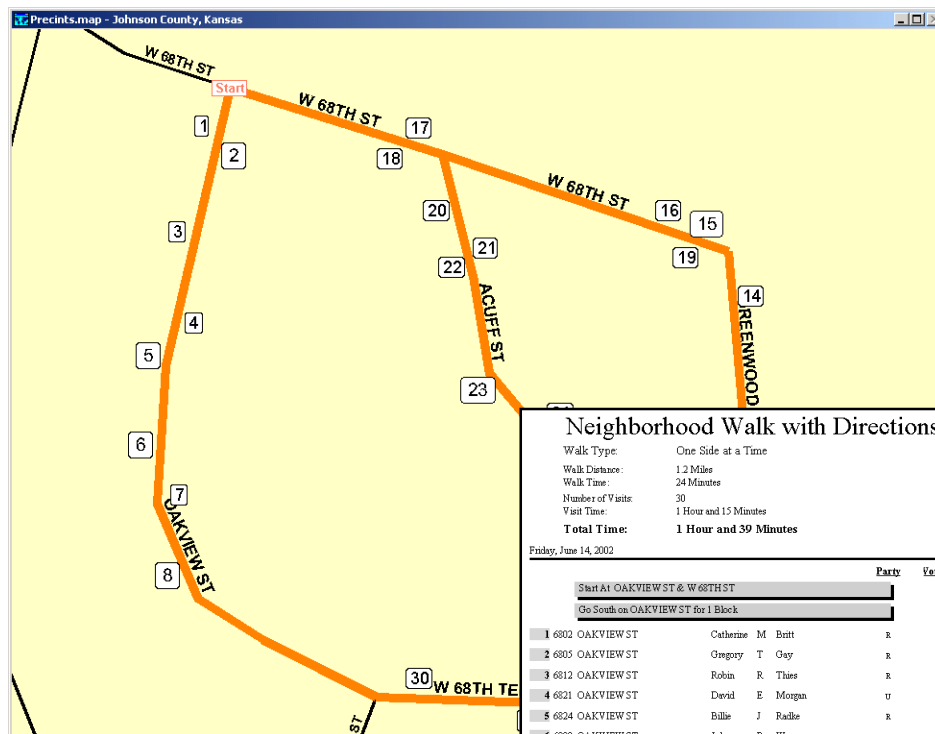 Precints.map - Johnson County, Kansas
W 68TH ST
Start
W 68TH ST
17
1
18
2
W 68TH ST
20
16
15
3
21
19
22
14
4
ACUFF ST
GREENWOOD
5
23
6
7
OAKVIEW ST
8
30
W 68TH TE
ST
Neighborhood Walk with Directions
Walk Type: One Side at a Time
Walk Distance: 1.2 Miles
Walk Time: 24 Minutes
Number of Visits: 30
Visit Time: 1 Hour and 15 Minutes
Total Time: 1 Hour and 39 Minutes
Friday, June 14, 2002
Party
Start At OAKVIEW ST & W 68TH ST
Go South on OAKVIEW ST for 1 Block
1 6802 OAKVIEW ST Catherine M Britt R
2 6805 OAKVIEW ST Gregory T Gay R
3 6812 OAKVIEW ST Robin R Thies R
4 6821 OAKVIEW ST David E Morgan U
5 6824 OAKVIEW ST Billie J Radke R